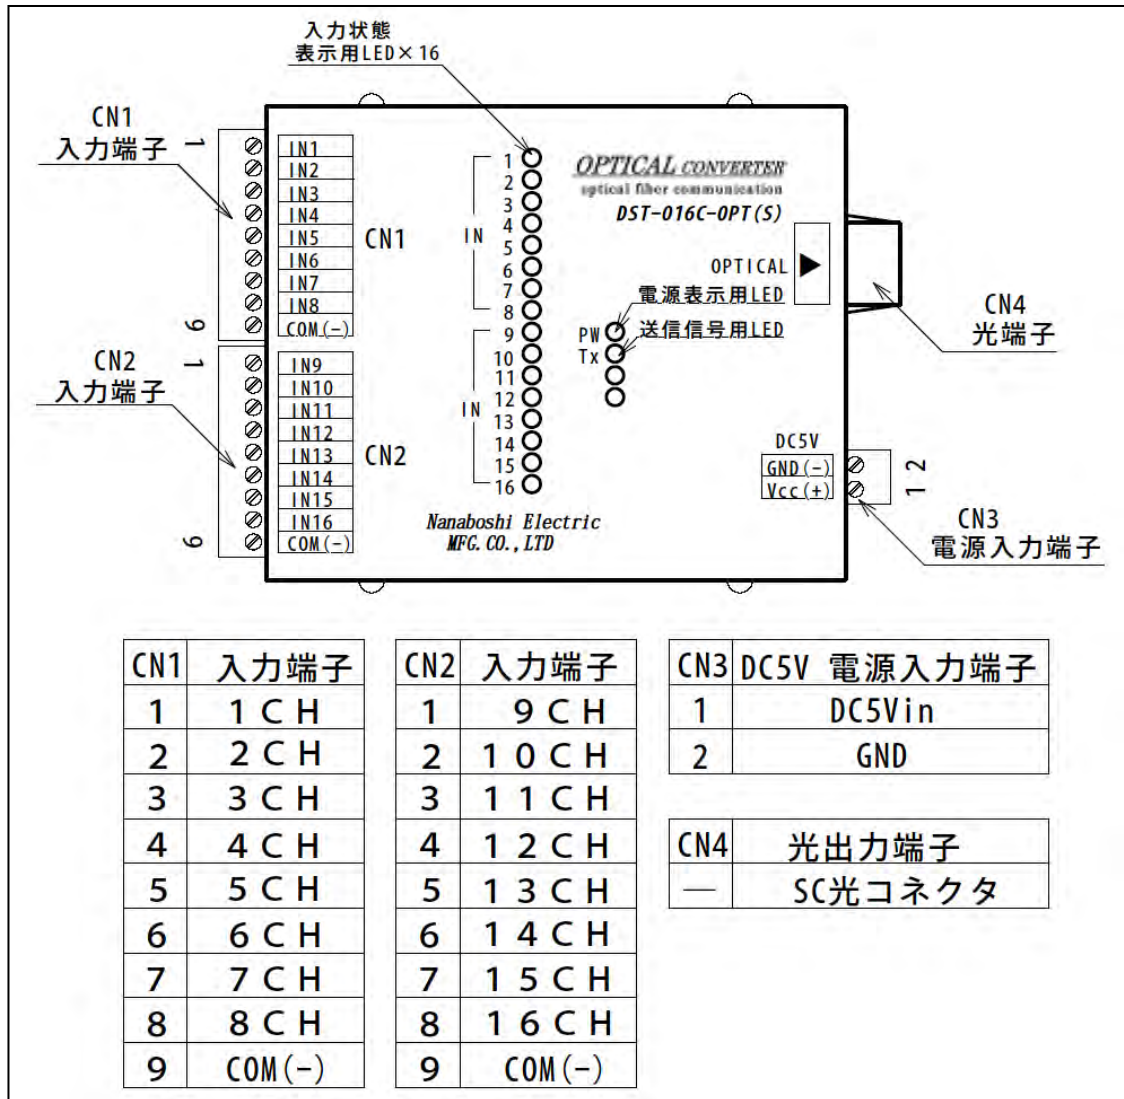 入力状態
表示用LED×16
CN1
入力端子
1
9
CN2
入力端子
1
9
IN1
IN2
IN3
IN4
IN5
IN6
IN7
IN8
COM(-)
CN1
IN9
IN10
IN11
IN12
IN13
IN14
IN15
IN16
COM(-)
CN2
IN
1
2
3
4
5
6
7
8
IN
9
10
11
12
13
14
15
16
OPTICAL CONVERTER
optical fiber communication
DST-016C-OPT(S)
OPTICAL
電源表示用LED
PW
送信信号用LED
Tx
CN4
光端子
DC5V
GND(-)
Vcc(+)
1 2
CN3
電源入力端子
Nanaboshi Electric
MFG.CO.,LTD
CN1 入力端子
1 1CH
2 2CH
3 3CH
4 4CH
5 5CH
6 6CH
7 7CH
8 8CH
9 COM(-)
CN2 入力端子
1 9CH
2 10CH
3 11CH
4 12CH
5 13CH
6 14CH
7 15CH
8 16CH
9 COM(-)
CN3 DC5V 電源入力端子
1 DC5Vin
2 GND
CN4 光出力端子
― SC光コネクタ